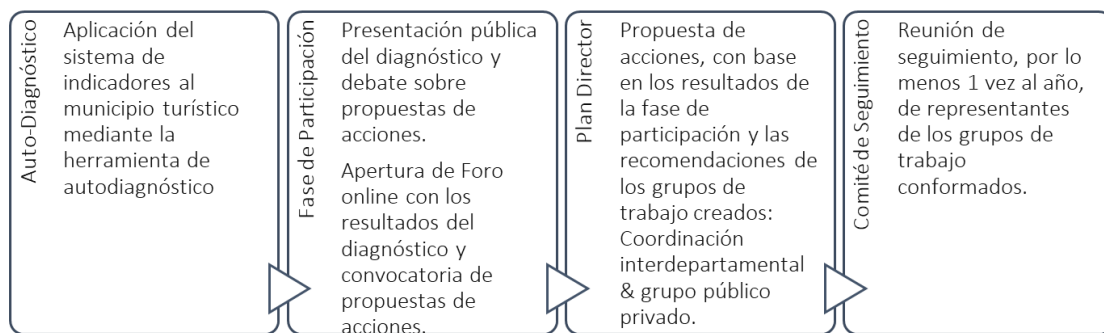 Auto-Diagnóstico
Aplicación del
sistema de
indicadores al
municipio turístico
mediante la
herramienta de
autodiagnóstico
Fase de Participación
Presentación pública
del diagnóstico y
debate sobre
propuestas de
acciones.
Apertura de Foro
online con los
resultados del
diagnóstico y
convocatoria de
propuestas de
acciones.
Plan Director
Propuesta de
acciones, con base
en los resultados de
la fase de
participación y las
recomendaciones de
los grupos de
trabajo creados:
Coordinación
interdepartamental
& grupo público
privado.
Comité de Seguimiento
Reunión de
seguimiento, por lo
menos 1 vez al año,
de representantes
de los grupos de
trabajo
conformados.